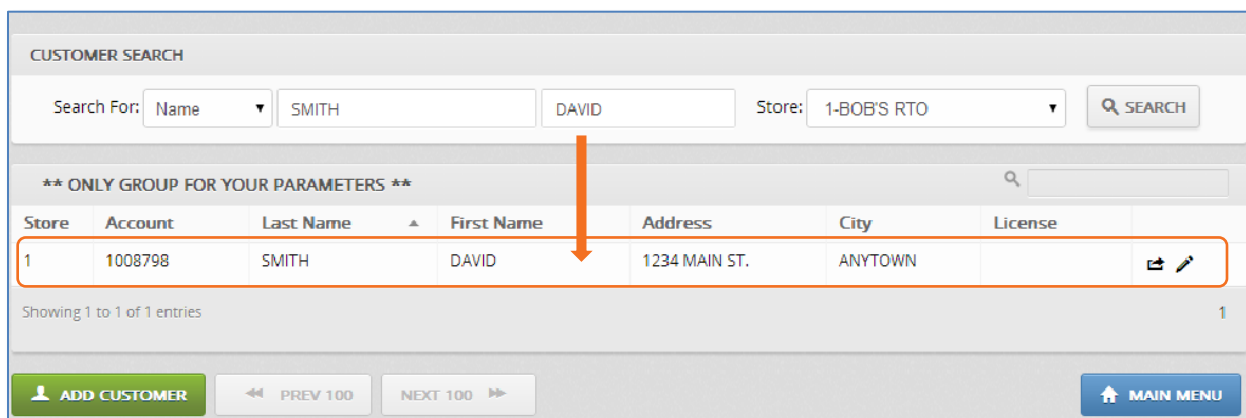 CUSTOMER SEARCH
Search For: Name SMITH DAVID Store: 1-BOB'S RTO SEARCH
** ONLY GROUP FOR YOUR PARAMETERS **
Store Account Last Name First Name Address City License
1 1008798 SMITH DAVID 1234 MAIN ST. ANYTOWN
Showing 1 to 1 of 1 entries 1
ADD CUSTOMER PREV 100 NEXT 100 MAIN MENU